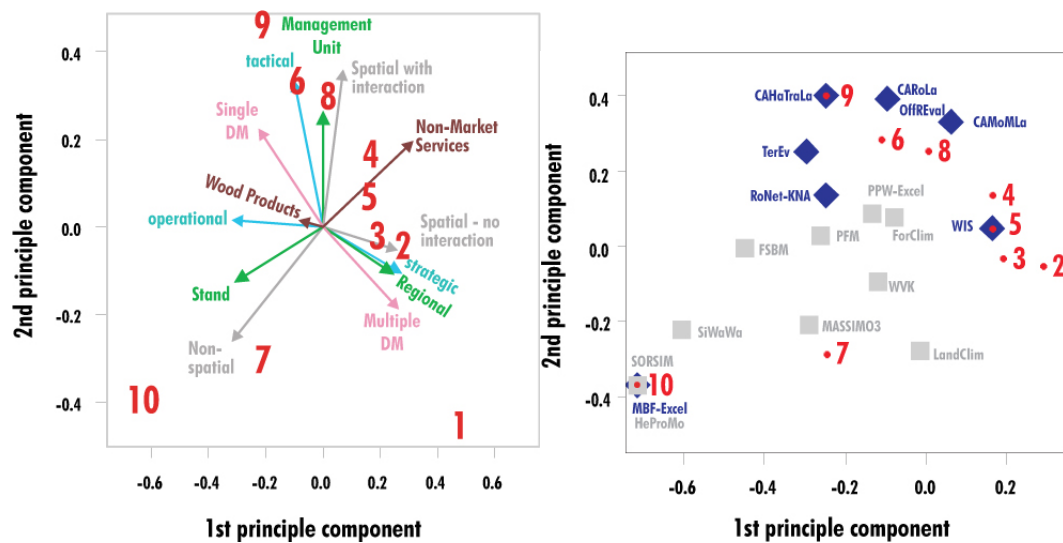 9
Management
Unit
tactical
6
8
Spatial with
interaction
Single
DM
4
Non-Market
Services
Wood Products
5
operational
3
2
Spatial - no
interaction
strategic
Regional
Stand
Multiple
DM
Non-
spatial
7
10
1
0.4
0.2
0.0
-0.2
-0.4
2nd principle component
-0.6
-0.4
-0.2
0.0
0.2
0.4
0.6
1st principle component
CAHaTraLa
9
CARoLa
OffREval
CAMoMLa
6
8
TerEv
RoNet-KNA
PPW-Excel
4
ForClim
PFM
WIS
5
FSBM
3
2
WVK
SiWaWa
MASSIMO3
7
LandClim
SORSIM
10
MBF-Excel
HeProMo
0.4
0.2
0.0
-0.2
-0.4
2nd principle component
-0.6
-0.4
-0.2
0.0
0.2
1st principle component